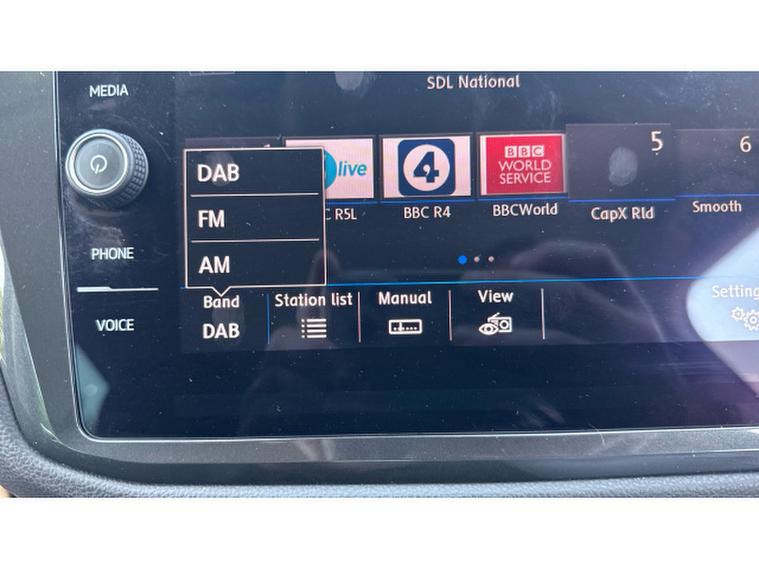 MEDIA
SDL National
DAB
FM
AM
live
4
BBC
WORLD
SERVICE
5
6
C R5L
BBC R4
BBCWorld
CapX Rld
Smooth
PHONE
VOICE
Band
DAB
Station list
Manual
View
Setting